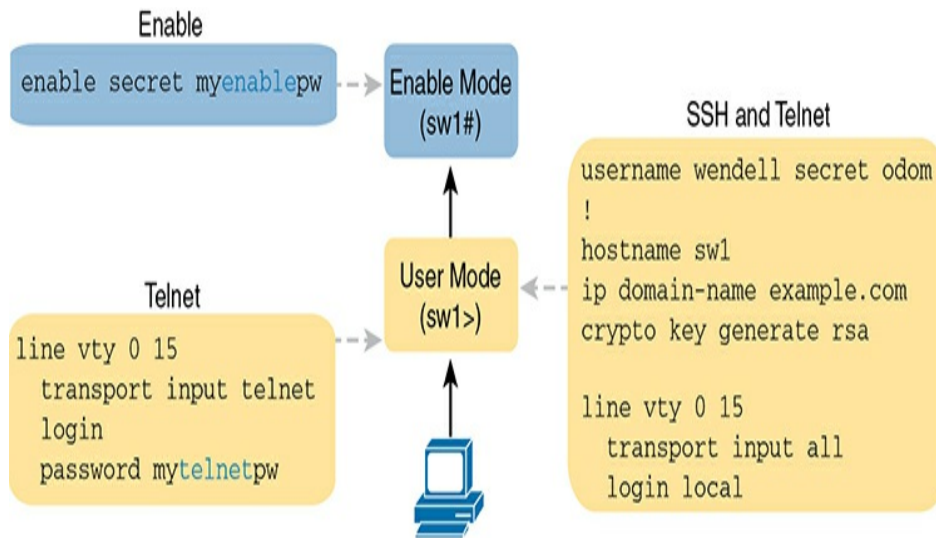 Enable
enable secret myenablepw
Enable Mode
(sw1#)
SSH and Telnet
username wendell secret odom
!
hostname sw1
ip domain-name example.com
crypto key generate rsa
line vty 0 15
transport input all
login local
User Mode
(sw1>)
Telnet
line vty 0 15
transport input telnet
login
password mytelnetpw